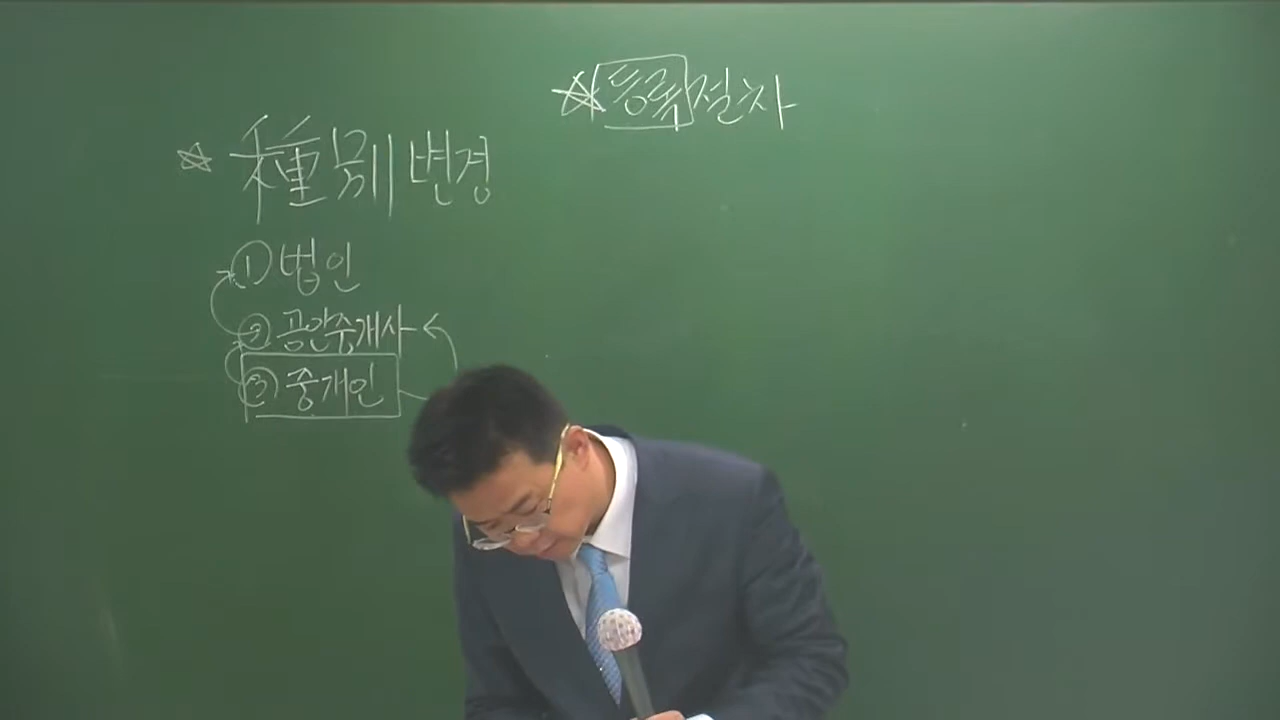 ☆등록절차
☆種別변경
① 법인
② 공인중개사
③ 중개인